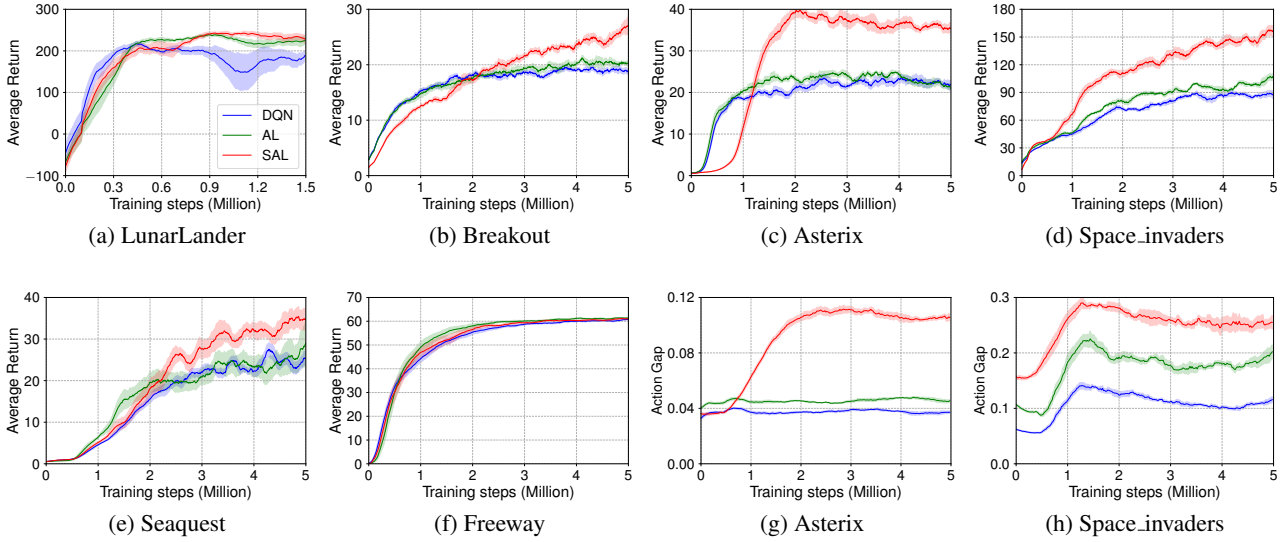 300
200
100
0
−100
Average Return
0.0 0.3 0.6 0.9 1.2 1.5
Training steps (Million)
DQN
AL
SAL
(a) LunarLander
30
20
10
0
Average Return
0 1 2 3 4 5
Training steps (Million)
(b) Breakout
40
30
20
10
0
Average Return
0 1 2 3 4 5
Training steps (Million)
(c) Asterix
180
150
120
90
60
30
0
Average Return
0 1 2 3 4 5
Training steps (Million)
(d) Space_invaders
40
30
20
10
0
Average Return
0 1 2 3 4 5
Training steps (Million)
(e) Seaquest
70
60
50
40
30
20
10
0
Average Return
0 1 2 3 4 5
Training steps (Million)
(f) Freeway
0.12
0.08
0.04
0.00
Action Gap
0 1 2 3 4 5
Training steps (Million)
(g) Asterix
0.3
0.2
0.1
0.0
Action Gap
0 1 2 3 4 5
Training steps (Million)
(h) Space_invaders